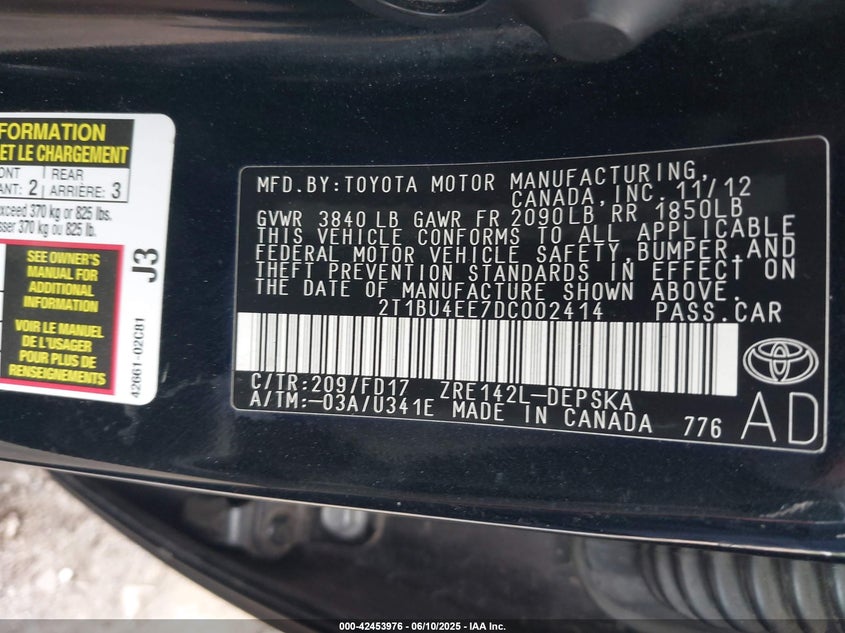 FORMATION
ET LE CHARGEMENT
REAR
2 ARRIÈRE: 3
exceed 370 kg or 825 lbs.
370 kg ou 825 lb.
SEE OWNER'S
MANUAL FOR
ADDITIONAL
INFORMATION
VOIR LE MANUEL
DE L'USAGER
POUR PLUS DE
RENSEIGNEMENTS
J3
42661-02C81
MFD.BY:TOYOTA MOTOR MANUFACTURING,
CANADA, INC. 11/12
GVWR 3840 LB GAWR FR 2090LB RR 1850LB
THIS VEHICLE CONFORMS TO ALL APPLICABLE
FEDERAL MOTOR VEHICLE SAFETY,BUMPER,AND
THEFT PREVENTION STANDARDS IN EFFECT ON
THE DATE OF MANUFACTURE SHOWN ABOVE.
2T1BU4EE7DC002414 PASS.CAR
C/TR:209/FD17 ZRE142L-DEPSKA
A/TM:-03A/U341E MADE IN CANADA 776
TOYOTA
AD
000-42453976 - 06/10/2025 - IAA Inc.